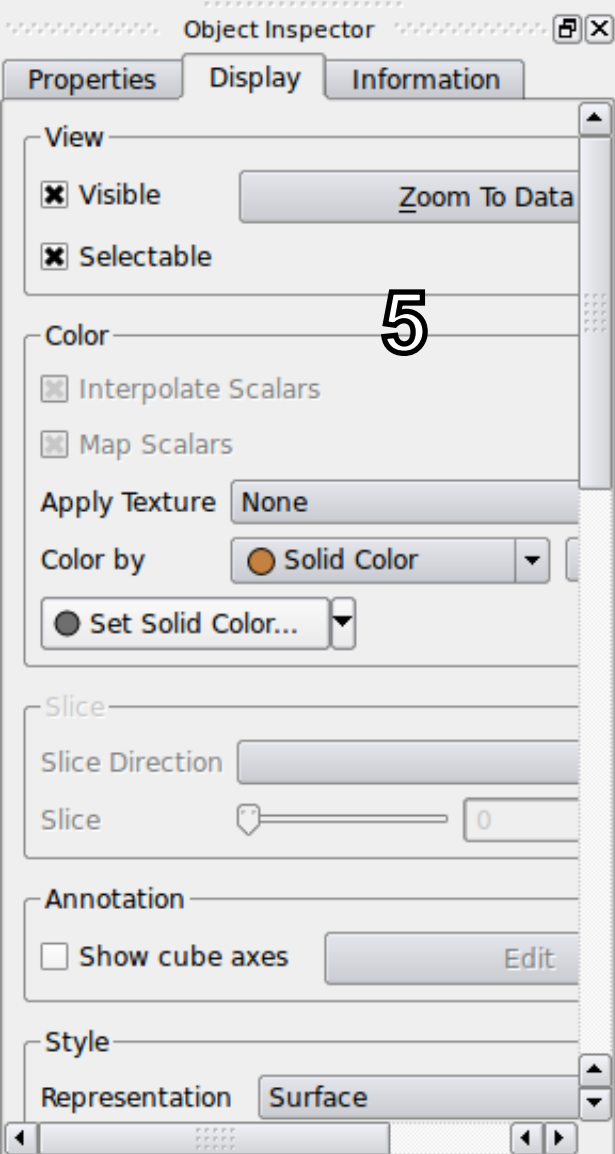 Object Inspector
Properties Display Information
View
Visible Zoom To Data
Selectable
5
Color
Interpolate Scalars
Map Scalars
Apply Texture None
Color by Solid Color
Set Solid Color...
Slice
Slice Direction
Slice 0
Annotation
Show cube axes Edit
Style
Representation Surface